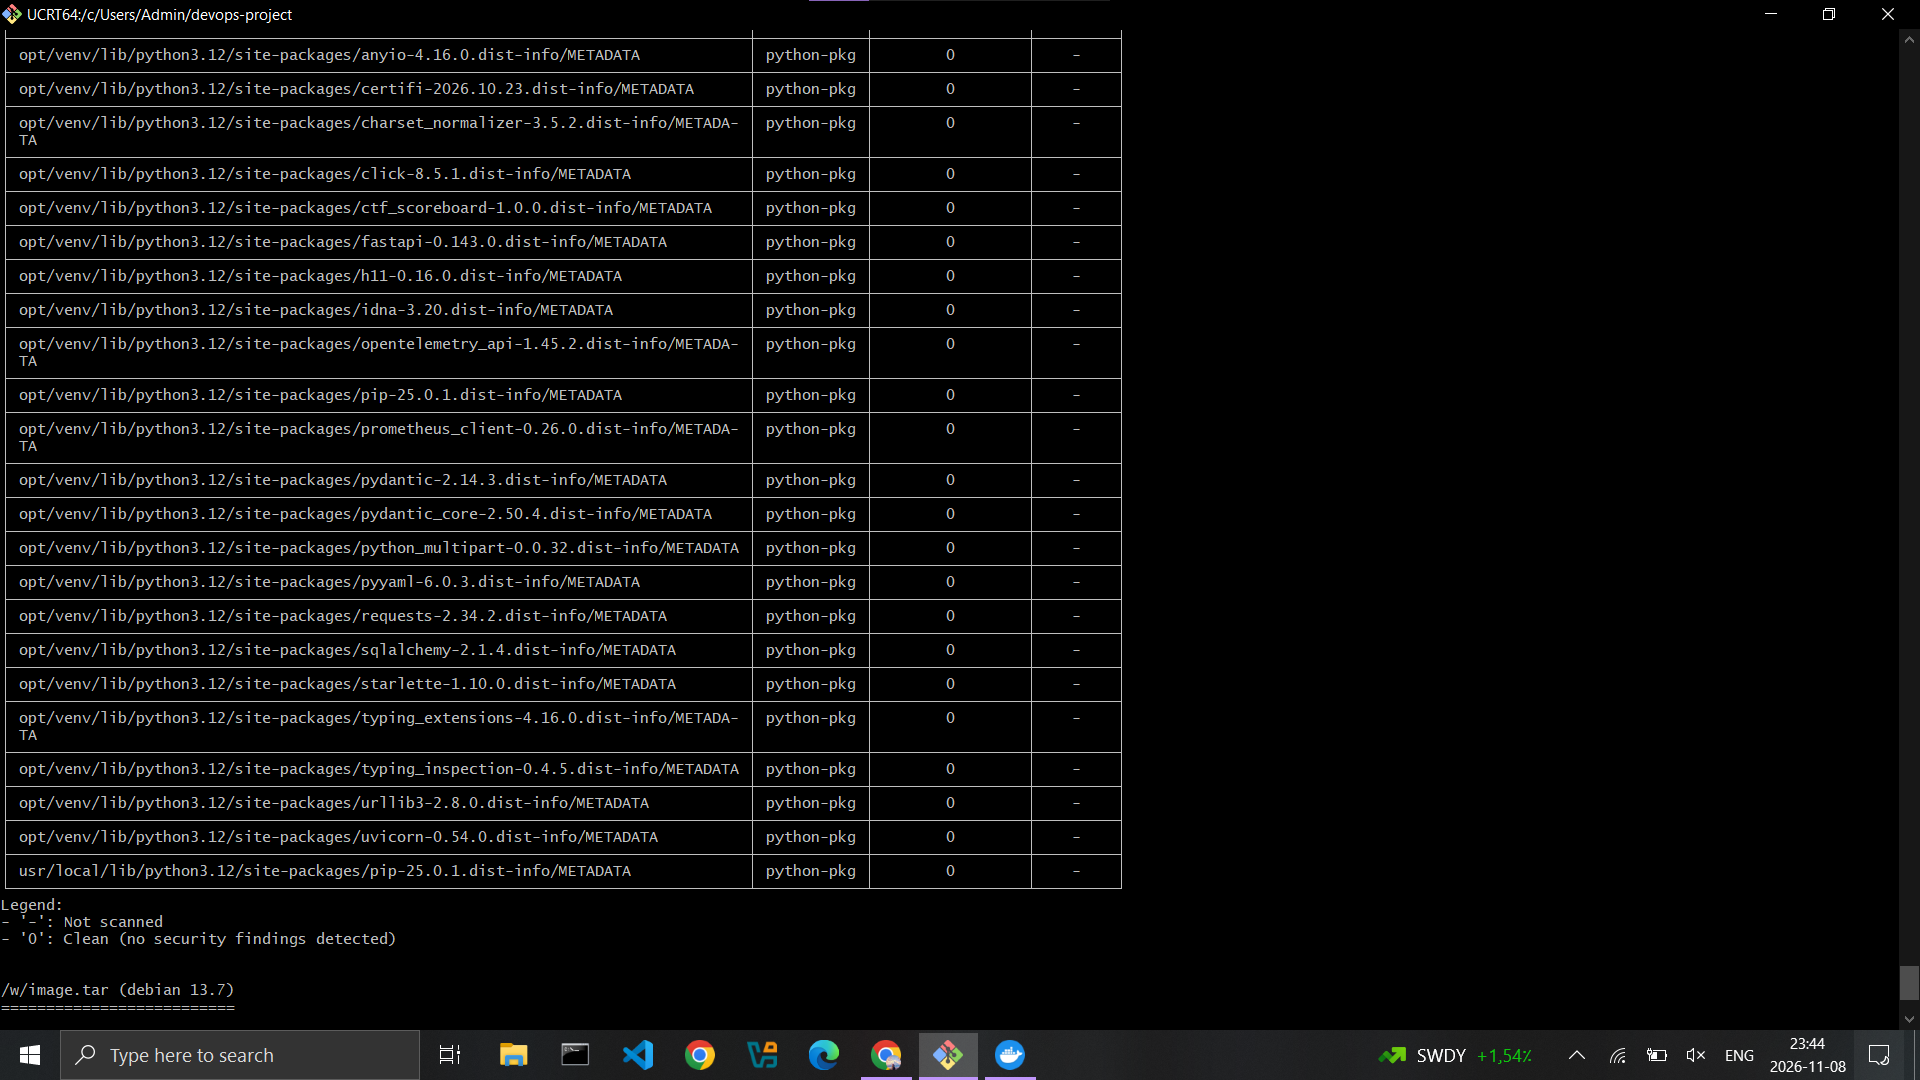 UCRT64:/c/Users/Admin/devops-project
opt/venv/lib/python3.12/site-packages/anyio-4.16.0.dist-info/METADATA python-pkg 0 -
opt/venv/lib/python3.12/site-packages/certifi-2026.10.23.dist-info/METADATA python-pkg 0 -
opt/venv/lib/python3.12/site-packages/charset_normalizer-3.5.2.dist-info/METADA- python-pkg 0 -
TA
opt/venv/lib/python3.12/site-packages/click-8.5.1.dist-info/METADATA python-pkg 0 -
opt/venv/lib/python3.12/site-packages/ctf_scoreboard-1.0.0.dist-info/METADATA python-pkg 0 -
opt/venv/lib/python3.12/site-packages/fastapi-0.143.0.dist-info/METADATA python-pkg 0 -
opt/venv/lib/python3.12/site-packages/h11-0.16.0.dist-info/METADATA python-pkg 0 -
opt/venv/lib/python3.12/site-packages/idna-3.20.dist-info/METADATA python-pkg 0 -
opt/venv/lib/python3.12/site-packages/opentelemetry_api-1.45.2.dist-info/METADA- python-pkg 0 -
TA
opt/venv/lib/python3.12/site-packages/pip-25.0.1.dist-info/METADATA python-pkg 0 -
opt/venv/lib/python3.12/site-packages/prometheus_client-0.26.0.dist-info/METADA- python-pkg 0 -
TA
opt/venv/lib/python3.12/site-packages/pydantic-2.14.3.dist-info/METADATA python-pkg 0 -
opt/venv/lib/python3.12/site-packages/pydantic_core-2.50.4.dist-info/METADATA python-pkg 0 -
opt/venv/lib/python3.12/site-packages/python_multipart-0.0.32.dist-info/METADATA python-pkg 0 -
opt/venv/lib/python3.12/site-packages/pyyaml-6.0.3.dist-info/METADATA python-pkg 0 -
opt/venv/lib/python3.12/site-packages/requests-2.34.2.dist-info/METADATA python-pkg 0 -
opt/venv/lib/python3.12/site-packages/sqlalchemy-2.1.4.dist-info/METADATA python-pkg 0 -
opt/venv/lib/python3.12/site-packages/starlette-1.10.0.dist-info/METADATA python-pkg 0 -
opt/venv/lib/python3.12/site-packages/typing_extensions-4.16.0.dist-info/METADA- python-pkg 0 -
TA
opt/venv/lib/python3.12/site-packages/typing_inspection-0.4.5.dist-info/METADATA python-pkg 0 -
opt/venv/lib/python3.12/site-packages/urllib3-2.8.0.dist-info/METADATA python-pkg 0 -
opt/venv/lib/python3.12/site-packages/uvicorn-0.54.0.dist-info/METADATA python-pkg 0 -
usr/local/lib/python3.12/site-packages/pip-25.0.1.dist-info/METADATA python-pkg 0 -
Legend:
- '-': Not scanned
- '0': Clean (no security findings detected)
/w/image.tar (debian 13.7)
==========================
Type here to search
SWDY +1,54%
ENG
23:44
2026-11-08